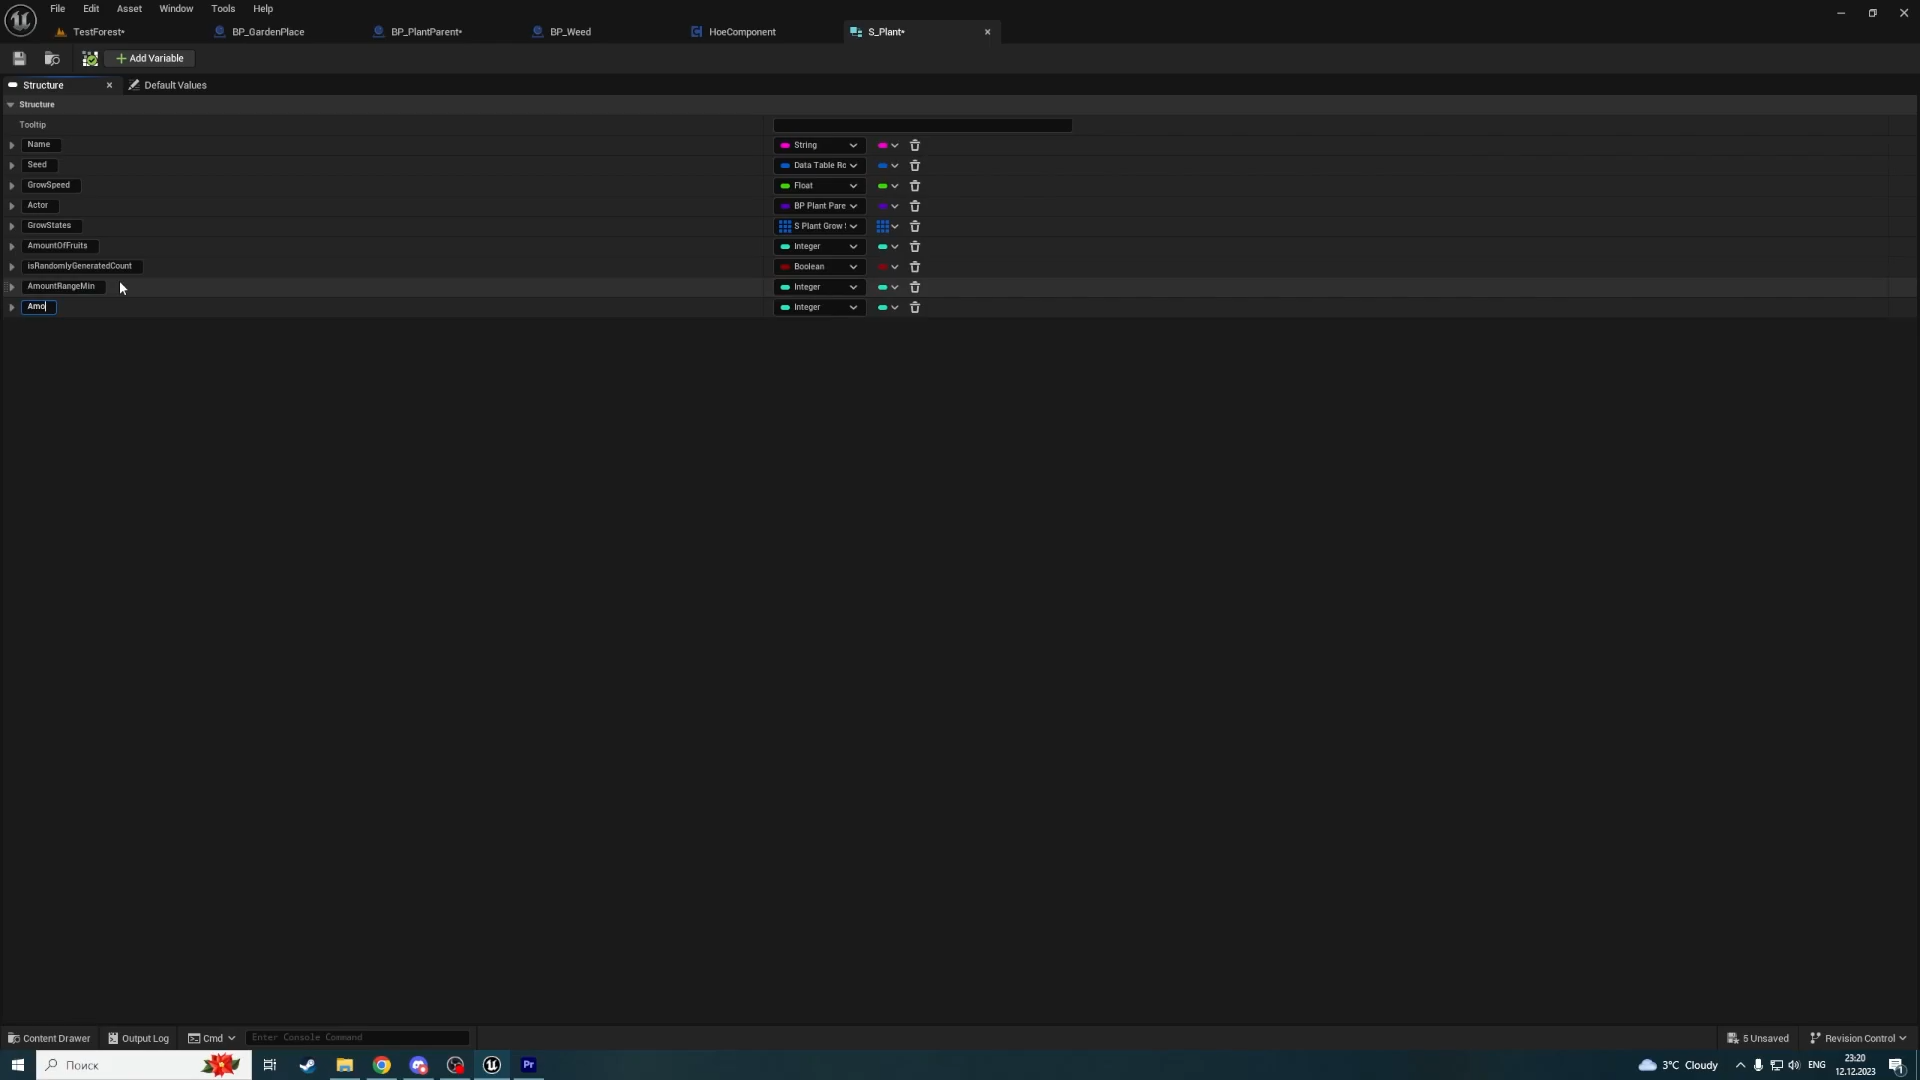 File Edit Asset Window Tools Help
TestForest* BP_GardenPlace BP_PlantParent* BP_Weed HoeComponent S_Plant*
Add Variable
Structure Default Values
Structure
Tooltip
Name String
Seed Data Table Ro
GrowSpeed Float
Actor BP Plant Pare
GrowStates S Plant Grow
AmountOfFruits Integer
isRandomlyGeneratedCount Boolean
AmountRangeMin Integer
Amo Integer
Content Drawer Output Log Cmd Enter Console Command 5 Unsaved Revision Control
Поиск Pr 3°C Cloudy ENG 23:20
12.12.2023